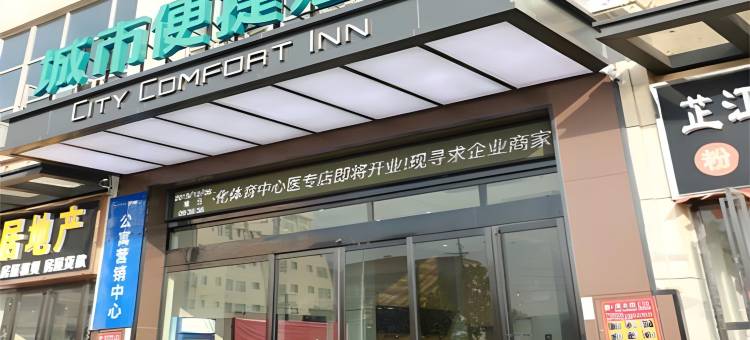 城市便捷
CITY COMFORT INN
化体育中心医专店即将开业!现寻求企业商家
居地产
公寓营销中心
芷江
粉